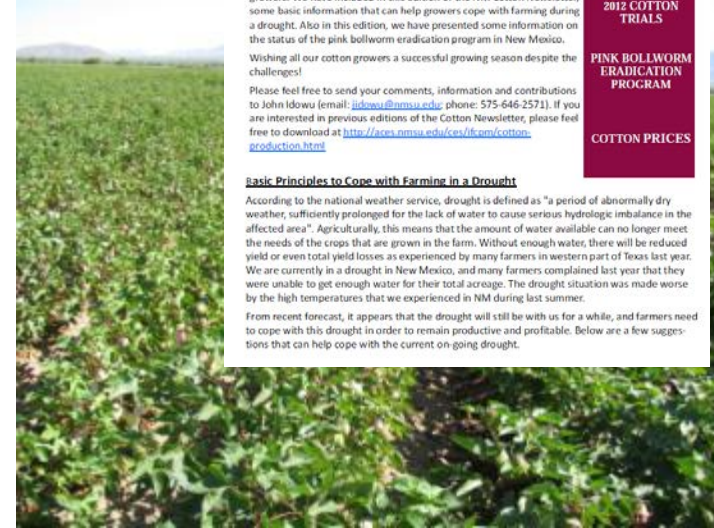 some basic information that can help growers cope with farming during
a drought. Also in this edition, we have presented some information on
the status of the pink bollworm eradication program in New Mexico.
Wishing all our cotton growers a successful growing season despite the
challenges!
Please feel free to send your comments, information and contributions
to John Idowu (email: jidowu@nmsu.edu; phone: 575-646-2571). If you
are interested in previous editions of the Cotton Newsletter, please feel
free to download at http://aces.nmsu.edu/ces/ifcpm/cotton-
production.html
2012 COTTON
TRIALS
PINK BOLLWORM
ERADICATION
PROGRAM
COTTON PRICES
Basic Principles to Cope with Farming in a Drought
According to the national weather service, drought is defined as "a period of abnormally dry
weather, sufficiently prolonged for the lack of water to cause serious hydrologic imbalance in the
affected area". Agriculturally, this means that the amount of water available can no longer meet
the needs of the crops that are grown in the farm. Without enough water, there will be reduced
yield or even total yield losses as experienced by many farmers in western part of Texas last year.
We are currently in a drought in New Mexico, and many farmers complained last year that they
were unable to get enough water for their total acreage. The drought situation was made worse
by the high temperatures that we experienced in NM during last summer.
From recent forecast, it appears that the drought will still be with us for a while, and farmers need
to cope with this drought in order to remain productive and profitable. Below are a few sugges-
tions that can help cope with the current on-going drought.